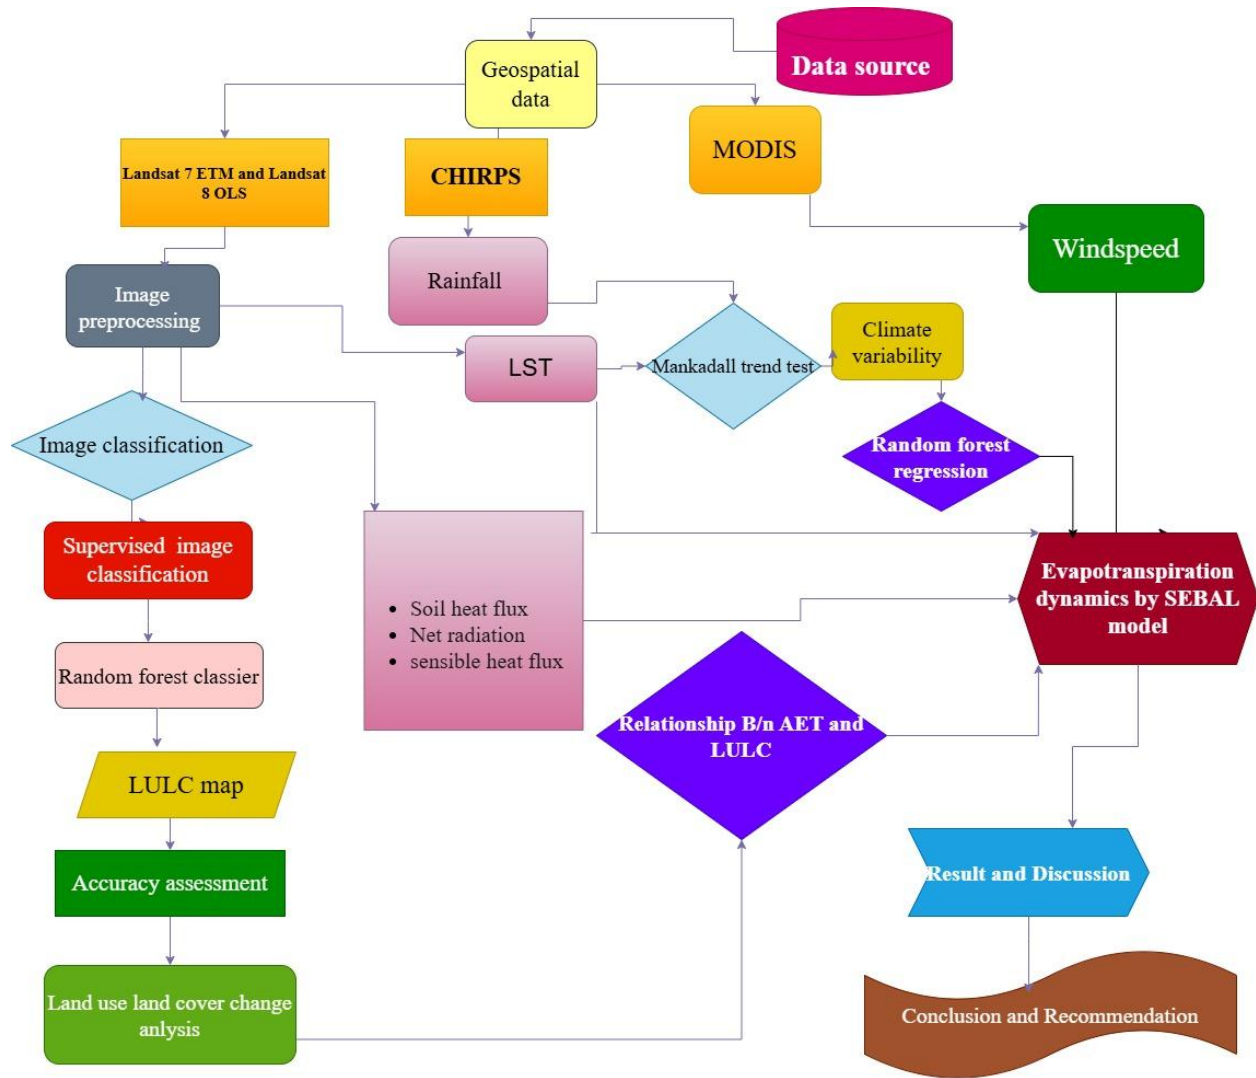 Data source
Geospatial
data
Landsat 7 ETM and Landsat
8 OLS
CHIRPS
MODIS
Windspeed
Image
preprocessing
Rainfall
LST
Mankadall trend test
Climate
variability
Random forest
regression
Image classification
Supervised image
classification
• Soil heat flux
• Net radiation
• sensible heat flux
Evapotranspiration
dynamics by SEBAL
model
Random forest classier
Relationship B/n AET and
LULC
LULC map
Accuracy assessment
Result and Discussion
Land use land cover change
anlysis
Conclusion and Recommendation